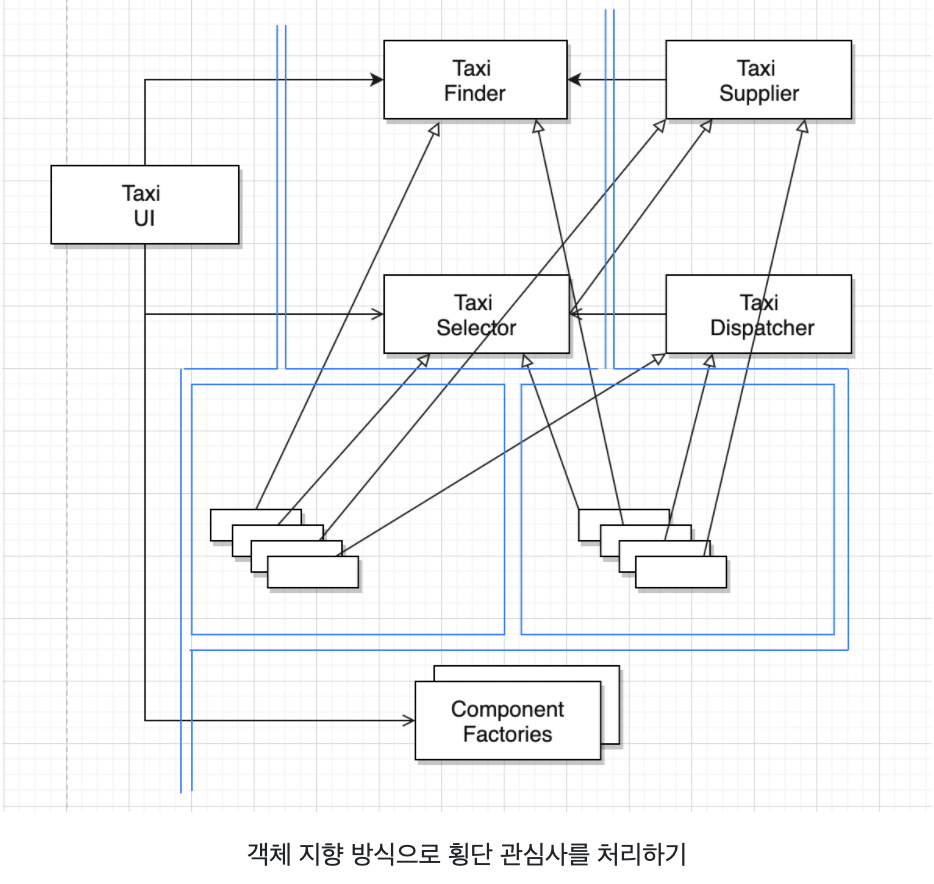 Taxi
Finder
Taxi
Supplier
Taxi
UI
Taxi
Selector
Taxi
Dispatcher
Component
Factories
객체 지향 방식으로 횡단 관심사를 처리하기